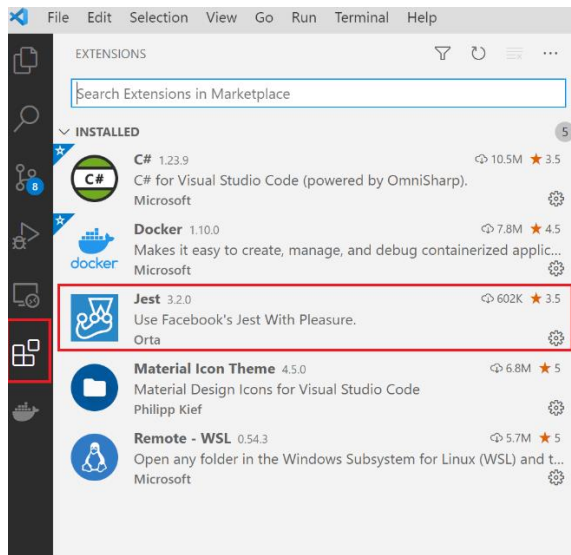 File Edit Selection View Go Run Terminal Help
EXTENSIONS
Search Extensions in Marketplace
INSTALLED 5
C# 1.23.9 10.5M 3.5
C#
C# for Visual Studio Code (powered by OmniSharp).
Microsoft
8
Docker 1.10.0 7.8M 4.5
Makes it easy to create, manage, and debug containerized applic...
docker
Microsoft
Jest 3.2.0 602K 3.5
Use Facebook's Jest With Pleasure.
Orta
Material Icon Theme 4.5.0 6.8M 5
Material Design Icons for Visual Studio Code
Philipp Kief
Remote - WSL 0.54.3 5.7M 5
Open any folder in the Windows Subsystem for Linux (WSL) and t...
Microsoft